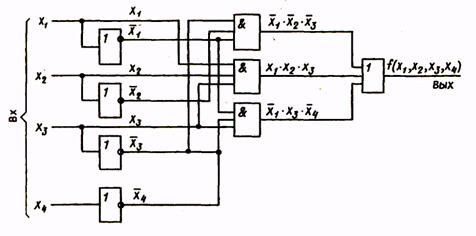 x₁ x₁ & x̄₁·x̄₂·x̄₃
1 x̄₁
x₂ x₂ & x₁·x₂·x₃ 1 f(x₁,x₂,x₃,x₄)
Вых
1 x̄₂
Вх
x₃ x₃ & x̄₁·x₃·x̄₄
1 x̄₃
x₄ 1 x̄₄